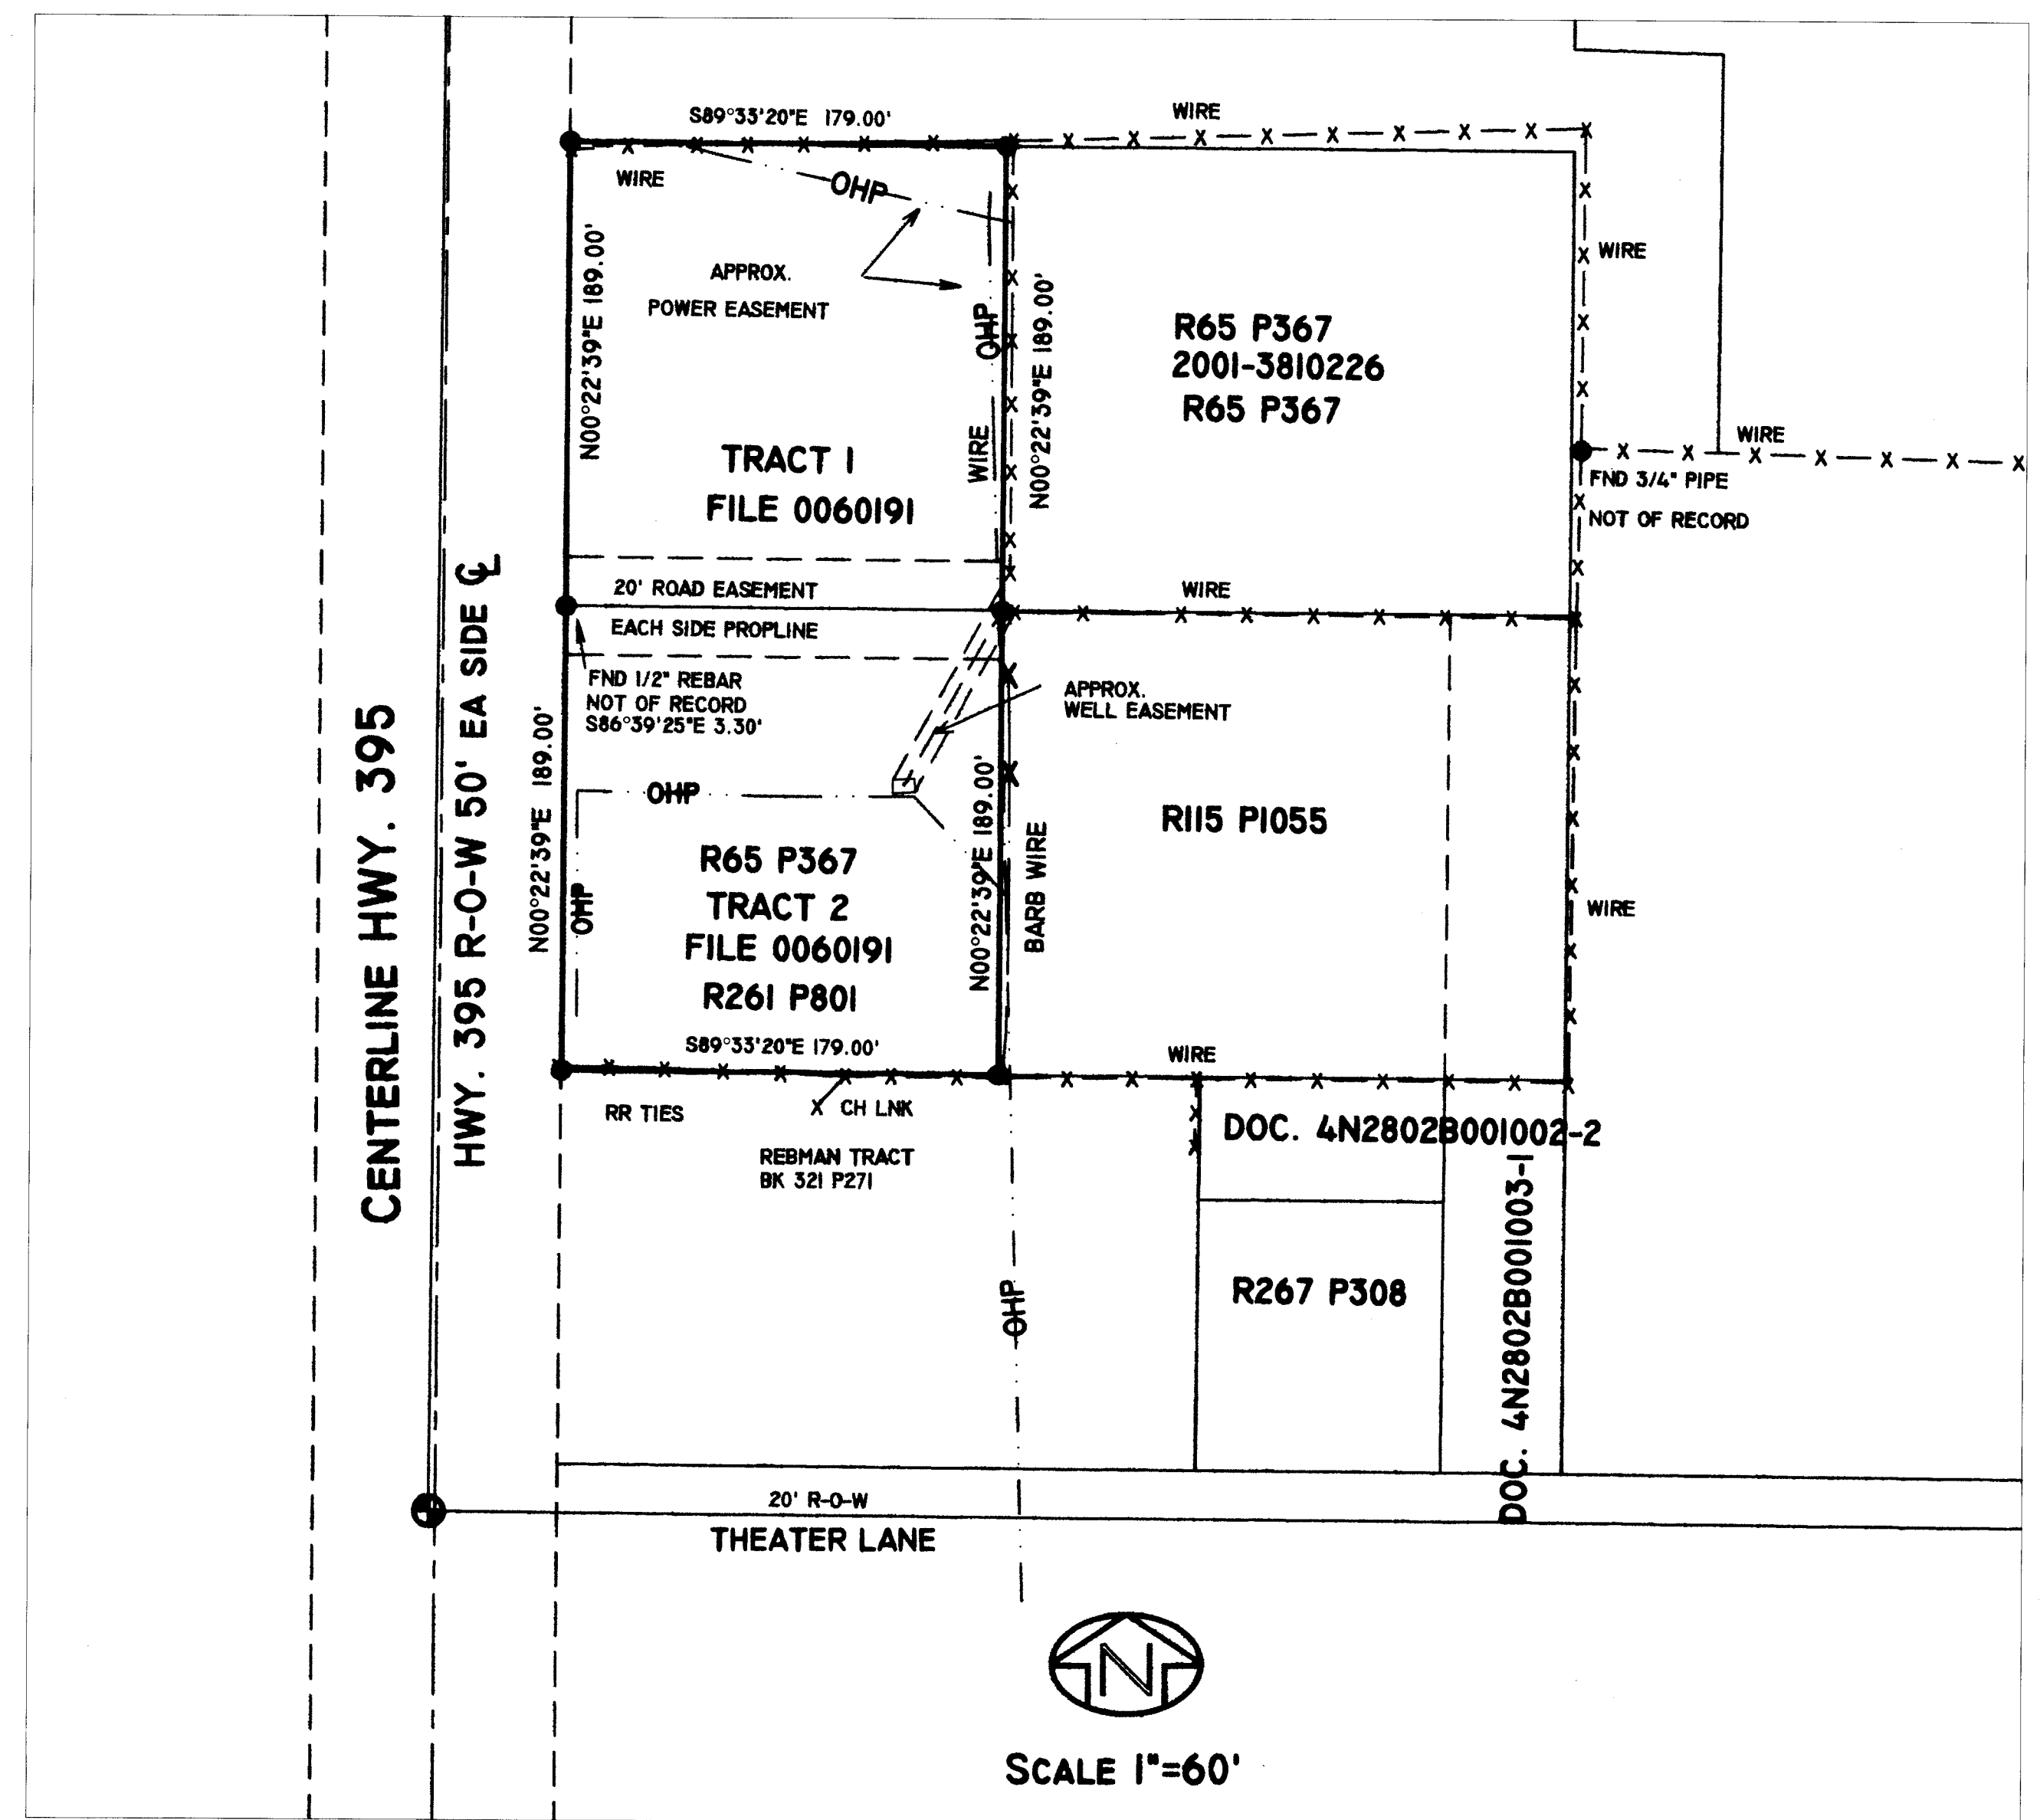 S89°33'20"E 179.00'
WIRE
WIRE
OHP
N00°22'39"E 189.00'
APPROX.
POWER EASEMENT
OHP
WIRE
N00°22'39"E 189.00'
WIRE
R65 P367
2001-3810226
R65 P367
TRACT 1
FILE 0060191
WIRE
FND 3/4" PIPE
NOT OF RECORD
20' ROAD EASEMENT
EACH SIDE PROPLINE
WIRE
FND 1/2" REBAR
NOT OF RECORD
S86°39'25"E 3.30'
APPROX.
WELL EASEMENT
CENTERLINE HWY. 395
HWY. 395 R-O-W 50' EA SIDE ℄
N00°22'39"E 189.00'
OHP
OHP
N00°22'39"E 189.00'
BARB WIRE
R65 P367
TRACT 2
FILE 0060191
R261 P801
R115 P1055
WIRE
S89°33'20"E 179.00'
WIRE
RR TIES
X CH LNK
REBMAN TRACT
BK 321 P271
DOC. 4N2802B001002-2
DOC. 4N2802B001003-1
R267 P308
OHP
20' R-O-W
THEATER LANE
N
SCALE 1"=60'